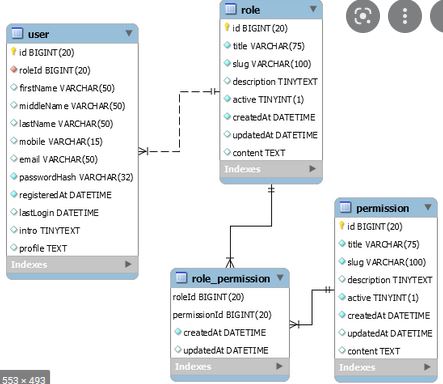 user
id BIGINT(20)
roleId BIGINT(20)
firstName VARCHAR(50)
middleName VARCHAR(50)
lastName VARCHAR(50)
mobile VARCHAR(15)
email VARCHAR(50)
passwordHash VARCHAR(32)
registeredAt DATETIME
lastLogin DATETIME
intro TINYTEXT
profile TEXT
Indexes
role
id BIGINT(20)
title VARCHAR(75)
slug VARCHAR(100)
description TINYTEXT
active TINYINT(1)
createdAt DATETIME
updatedAt DATETIME
content TEXT
Indexes
role_permission
roleId BIGINT(20)
permissionId BIGINT(20)
createdAt DATETIME
updatedAt DATETIME
Indexes
permission
id BIGINT(20)
title VARCHAR(75)
slug VARCHAR(100)
description TINYTEXT
active TINYINT(1)
createdAt DATETIME
updatedAt DATETIME
content TEXT
Indexes
553 × 493